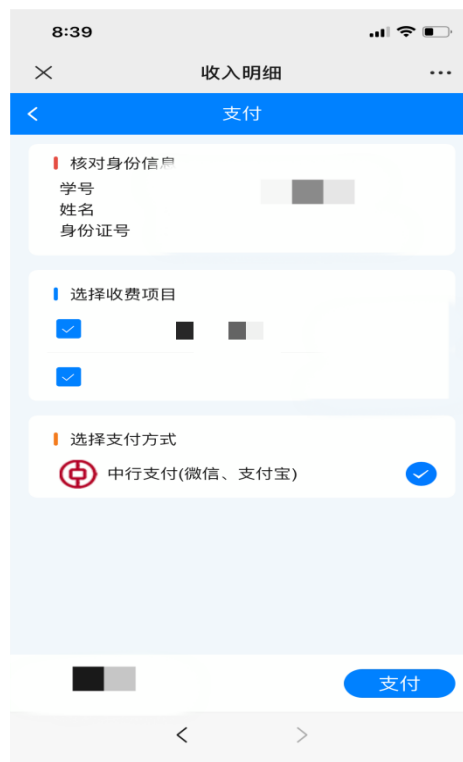 8:39
收入明细
支付
核对身份信息
学号
姓名
身份证号
选择收费项目
选择支付方式
中行支付(微信、支付宝)
支付